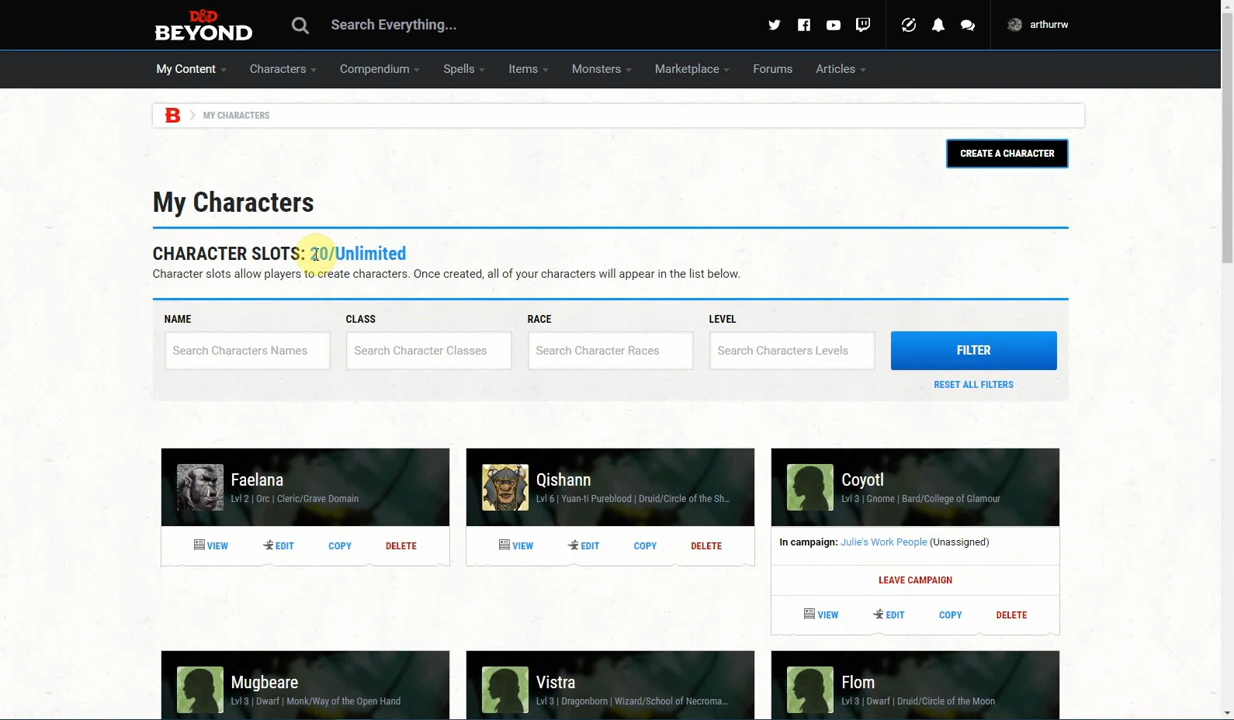 D&D
BEYOND
Search Everything...
arthurrw
My Content
Characters
Compendium
Spells
Items
Monsters
Marketplace
Forums
Articles
B
MY CHARACTERS
CREATE A CHARACTER
My Characters
CHARACTER SLOTS: 20/Unlimited
Character slots allow players to create characters. Once created, all of your characters will appear in the list below.
NAME
CLASS
RACE
LEVEL
Search Characters Names
Search Character Classes
Search Character Races
Search Characters Levels
FILTER
RESET ALL FILTERS
Faelana
Lvl 2 | Orc | Cleric/Grave Domain
VIEW
EDIT
COPY
DELETE
Qishann
Lvl 6 | Yuan-ti Pureblood | Druid/Circle of the Sh...
VIEW
EDIT
COPY
DELETE
Coyotl
Lvl 3 | Gnome | Bard/College of Glamour
In campaign: Julie's Work People (Unassigned)
LEAVE CAMPAIGN
VIEW
EDIT
COPY
DELETE
Mugbeare
Lvl 3 | Dwarf | Monk/Way of the Open Hand
Vistra
Lvl 3 | Dragonborn | Wizard/School of Necroma...
Flom
Lvl 3 | Dwarf | Druid/Circle of the Moon